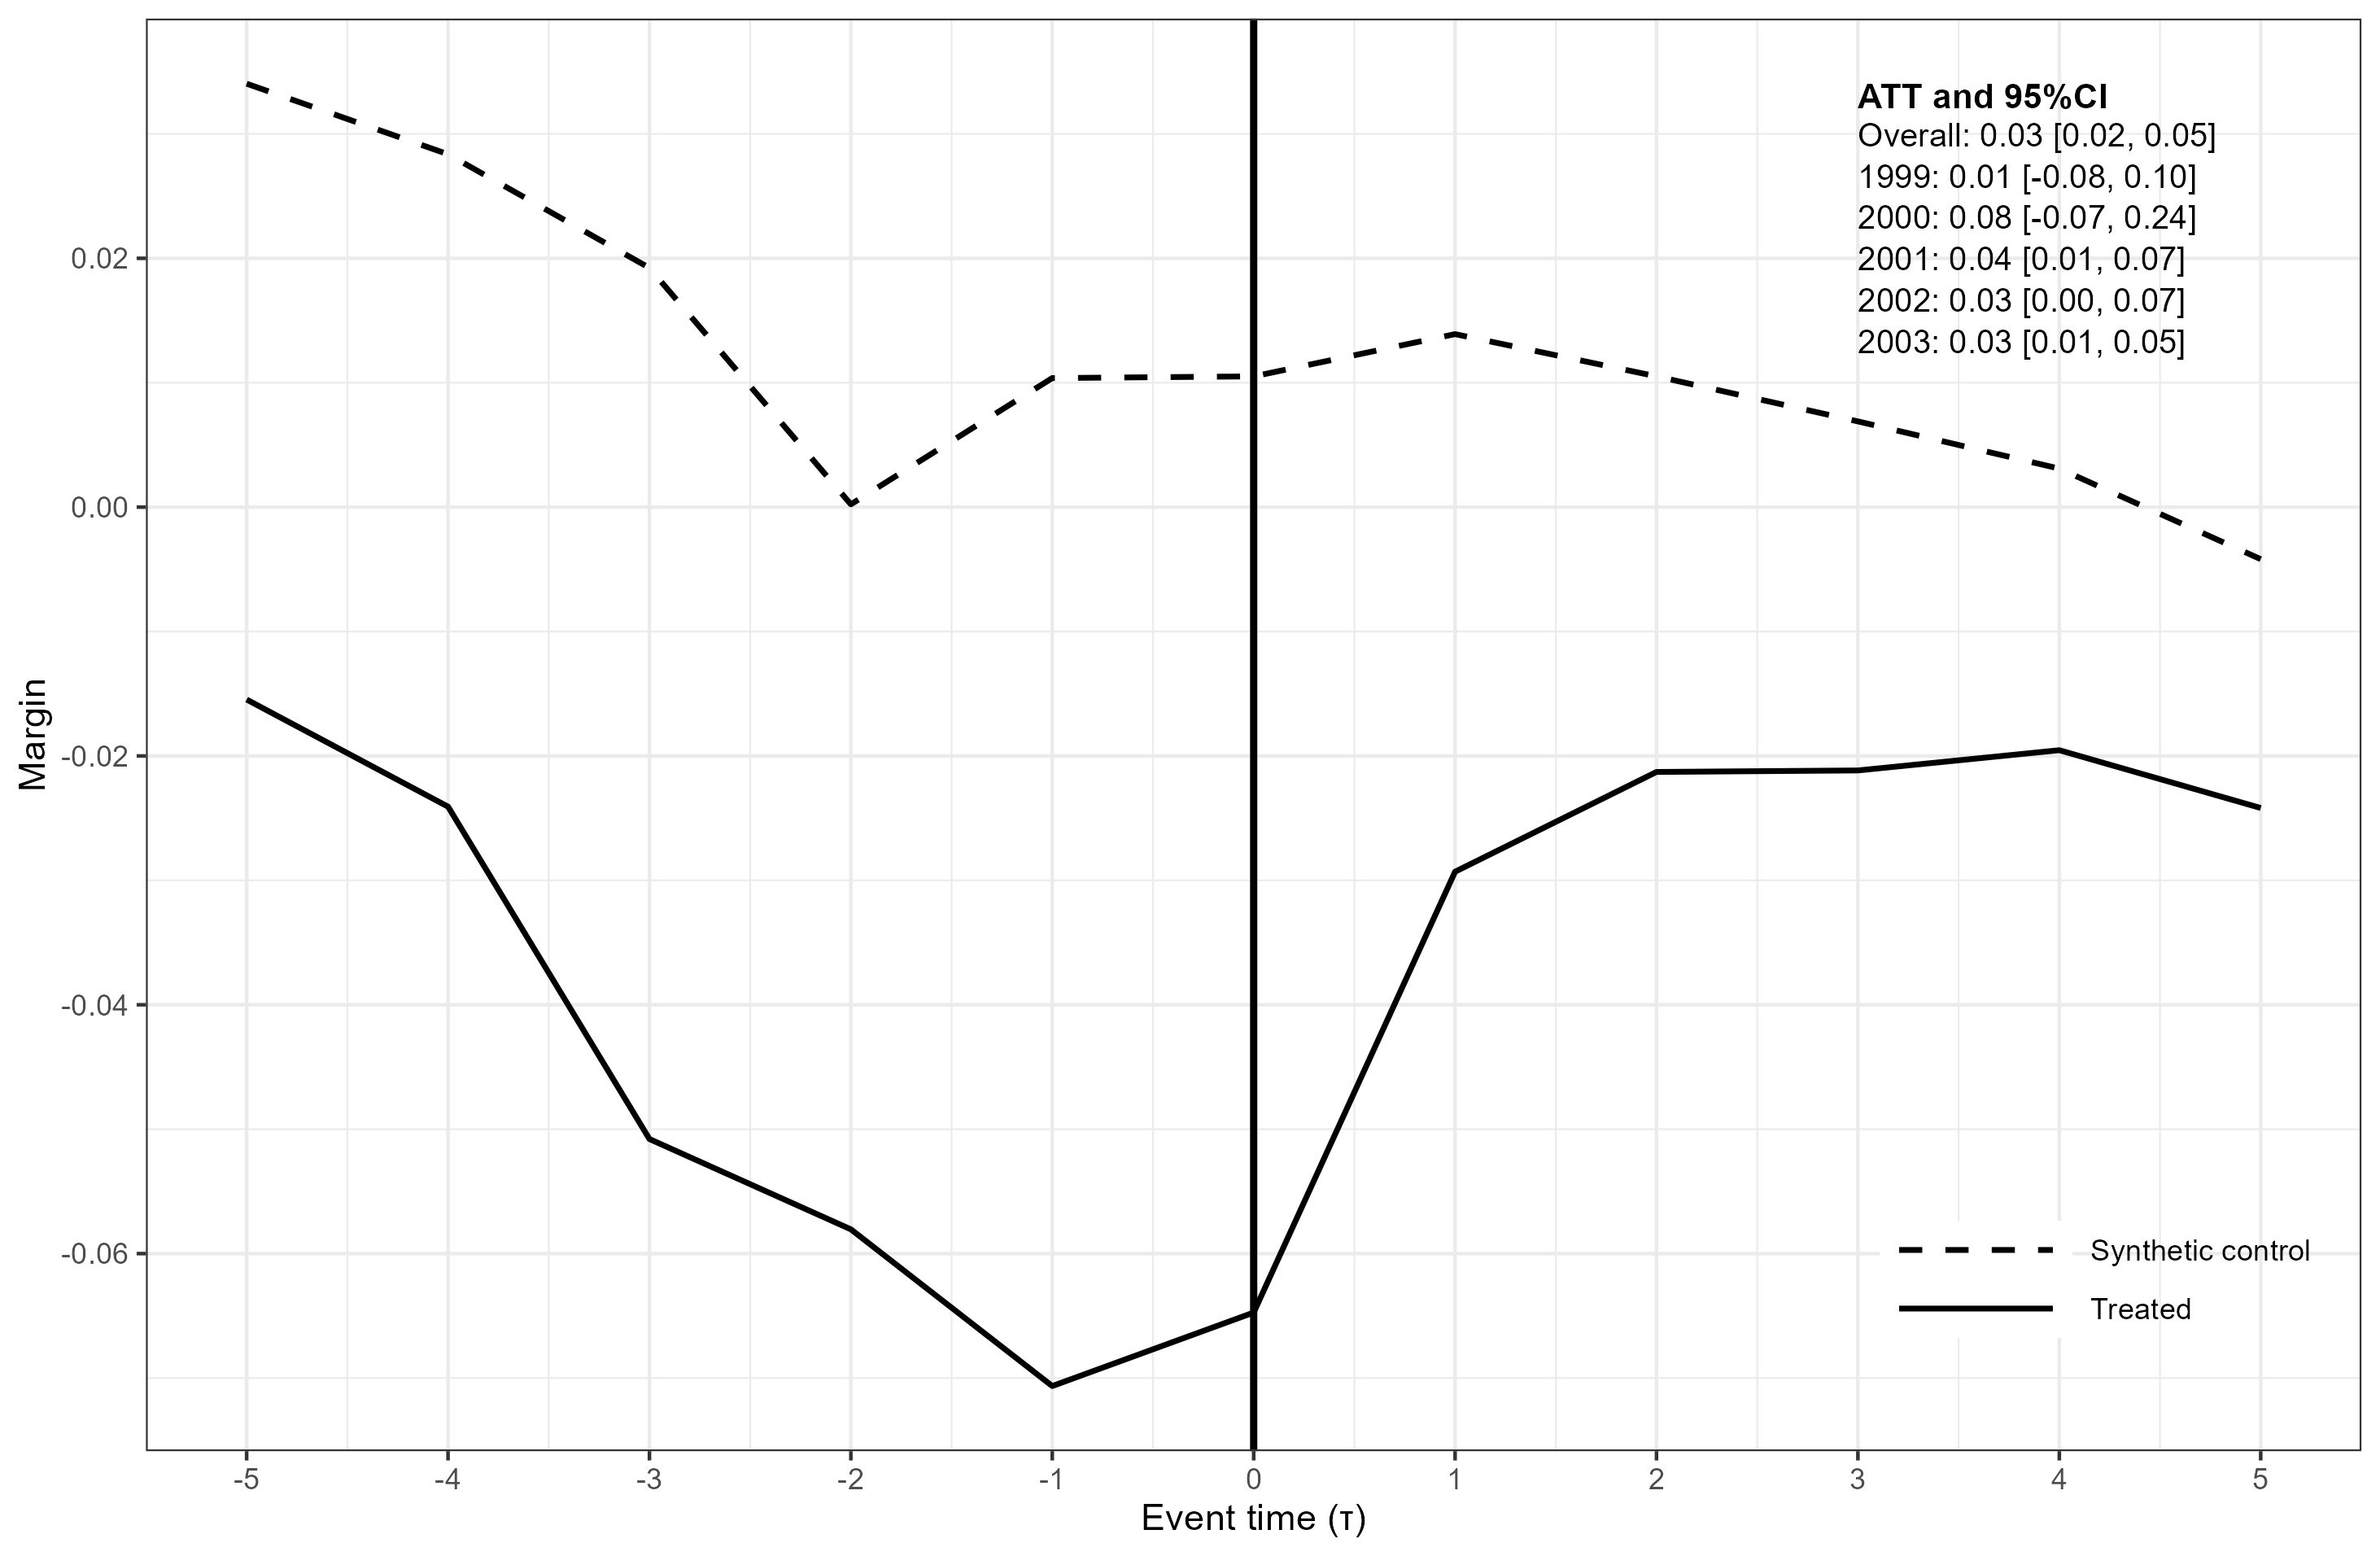 ATT and 95%CI
Overall: 0.03 [0.02, 0.05]
1999: 0.01 [-0.08, 0.10]
2000: 0.08 [-0.07, 0.24]
2001: 0.04 [0.01, 0.07]
2002: 0.03 [0.00, 0.07]
2003: 0.03 [0.01, 0.05]
0.02
0.00
-0.02
-0.04
-0.06
Margin
Synthetic control
Treated
-5 -4 -3 -2 -1 0 1 2 3 4 5
Event time (τ)